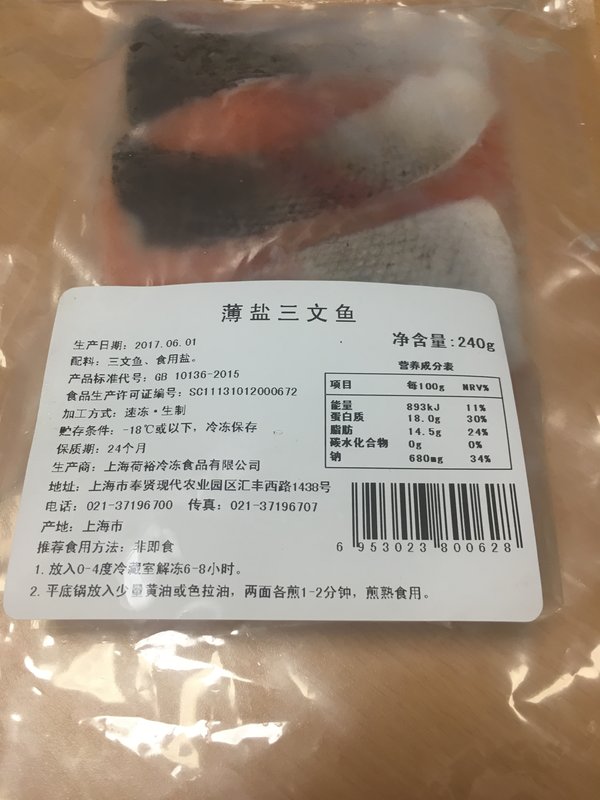 薄盐三文鱼
净含量:240g
生产日期: 2017.06.01
配料: 三文鱼、食用盐。
产品标准代号: GB 10136-2015
食品生产许可证编号: SC11131012000672
加工方式: 速冻·生制
贮存条件: -18℃或以下, 冷冻保存
保质期: 24个月
生产商: 上海荷裕冷冻食品有限公司
地址: 上海市奉贤现代农业园区汇丰西路1438号
电话: 021-37196700 传真: 021-37196707
产地: 上海市
推荐食用方法: 非即食
1. 放入0-4度冷藏室解冻6-8小时。
2. 平底锅放入少量黄油或色拉油, 两面各煎1-2分钟, 煎熟食用。
营养成分表
项目 每100g NRV%
能量 893kJ 11%
蛋白质 18.0g 30%
脂肪 14.5g 24%
碳水化合物 0g 0%
钠 680mg 34%
6 953023 800628